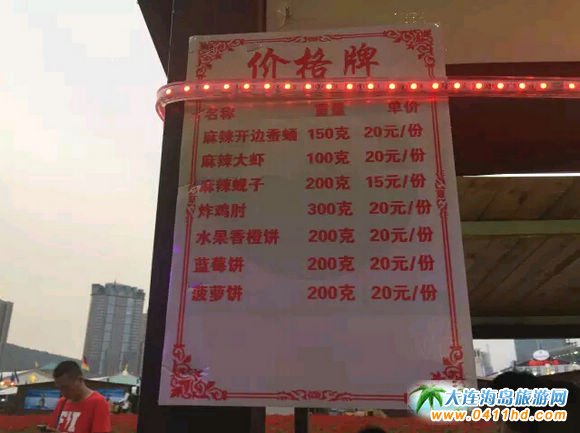 价格牌
名称 重量 单价
麻辣开边蚕蛹 150克 20元/份
麻辣大虾 100克 20元/份
麻辣蚬子 200克 15元/份
炸鸡肘 300克 20元/份
水果香橙饼 200克 20元/份
蓝莓饼 200克 20元/份
菠萝饼 200克 20元/份
大连海岛旅游网
www.0411hd.com